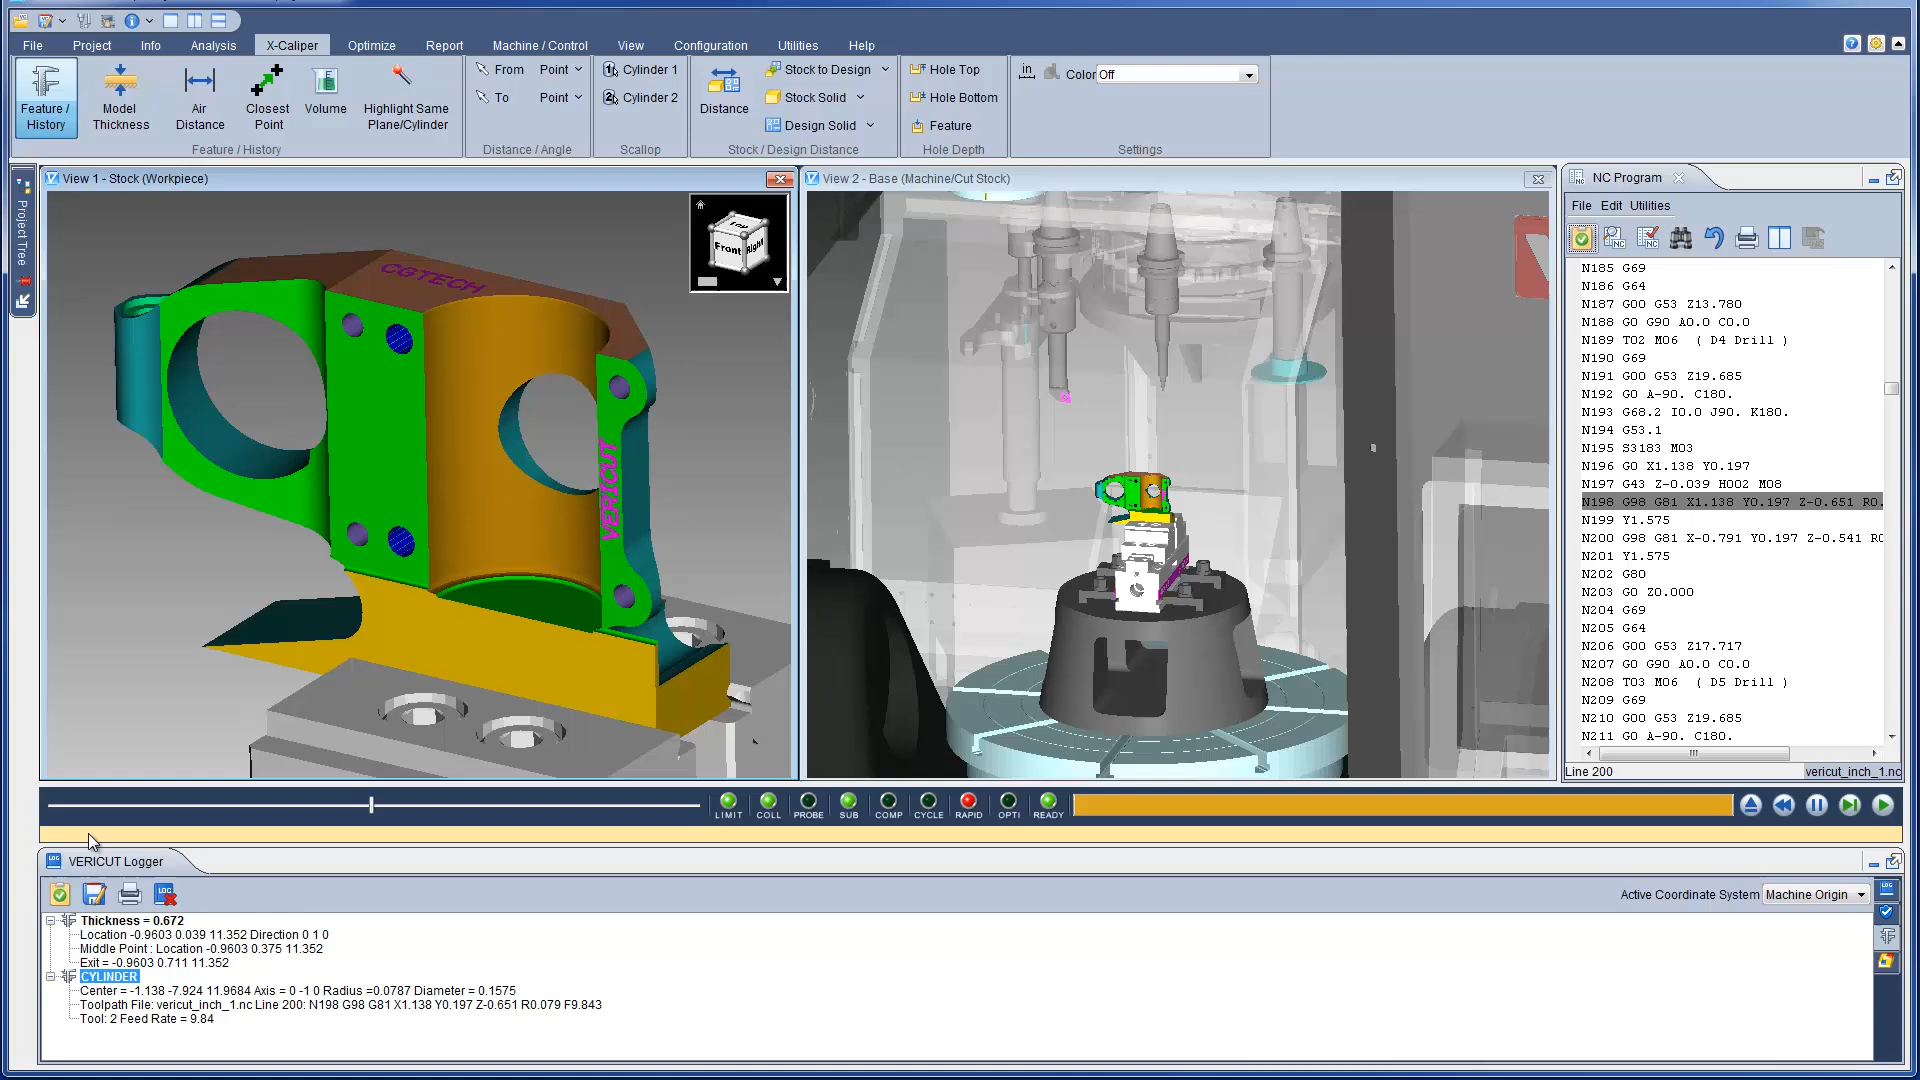 File Project Info Analysis X-Caliper Optimize Report Machine / Control View Configuration Utilities Help
Feature / History
Model Thickness
Air Distance
Closest Point
Volume
Highlight Same Plane/Cylinder
Feature / History
From Point
To Point
Distance / Angle
Cylinder 1
Cylinder 2
Scallop
Distance
Stock to Design
Stock Solid
Design Solid
Stock / Design Distance
Hole Top
Hole Bottom
Feature
Hole Depth
in Color Off
Settings
Project Tree
View 1 - Stock (Workpiece)
Top
Front Right
CGTECH
VERICUT
View 2 - Base (Machine/Cut Stock)
NC Program
File Edit Utilities
N185 G69
N186 G64
N187 G00 G53 Z13.780
N188 G0 G90 A0.0 C0.0
N189 T02 M06 ( D4 Drill )
N190 G69
N191 G00 G53 Z19.685
N192 G0 A-90. C180.
N193 G68.2 I0.0 J90. K180.
N194 G53.1
N195 S3183 M03
N196 G0 X1.138 Y0.197
N197 G43 Z-0.039 H002 M08
N198 G98 G81 X1.138 Y0.197 Z-0.651 R0.
N199 Y1.575
N200 G98 G81 X-0.791 Y0.197 Z-0.541 R0
N201 Y1.575
N202 G80
N203 G0 Z0.000
N204 G69
N205 G64
N206 G00 G53 Z17.717
N207 G0 G90 A0.0 C0.0
N208 T03 M06 ( D5 Drill )
N209 G69
N210 G00 G53 Z19.685
N211 G0 A-90. C180.
Line 200 vericut_inch_1.nc
LIMIT COLL PROBE SUB COMP CYCLE RAPID OPTI READY
LOG VERICUT Logger
LOG
Active Coordinate System Machine Origin
LOG
Thickness = 0.672
Location -0.9603 0.039 11.352 Direction 0 1 0
Middle Point : Location -0.9603 0.375 11.352
Exit = -0.9603 0.711 11.352
CYLINDER
Center = -1.138 -7.924 11.9684 Axis = 0 -1 0 Radius =0.0787 Diameter = 0.1575
Toolpath File: vericut_inch_1.nc Line 200: N198 G98 G81 X1.138 Y0.197 Z-0.651 R0.079 F9.843
Tool: 2 Feed Rate = 9.84